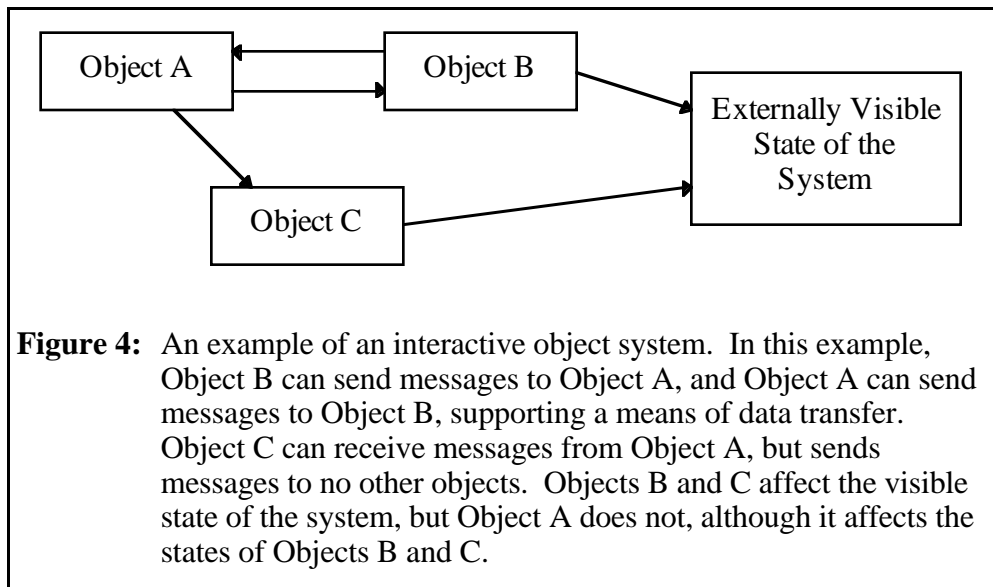 Object A
Object B
Externally Visible
State of the
System
Object C
Figure 4: An example of an interactive object system. In this example,
Object B can send messages to Object A, and Object A can send
messages to Object B, supporting a means of data transfer.
Object C can receive messages from Object A, but sends
messages to no other objects. Objects B and C affect the visible
state of the system, but Object A does not, although it affects the
states of Objects B and C.